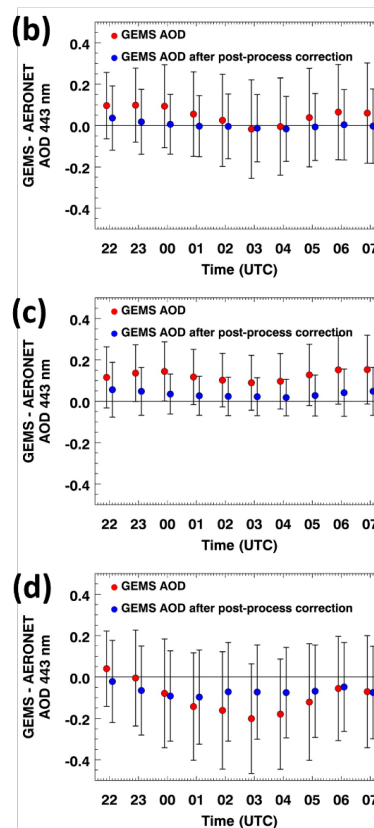 (b)
GEMS AOD
GEMS AOD after post-process correction
GEMS - AERONET
AOD 443 nm
0.4
0.2
0.0
-0.2
-0.4
22 23 00 01 02 03 04 05 06 07
Time (UTC)
(c)
GEMS AOD
GEMS AOD after post-process correction
GEMS - AERONET
AOD 443 nm
0.4
0.2
0.0
-0.2
-0.4
22 23 00 01 02 03 04 05 06 07
Time (UTC)
(d)
GEMS AOD
GEMS AOD after post-process correction
GEMS - AERONET
AOD 443 nm
0.4
0.2
0.0
-0.2
-0.4
22 23 00 01 02 03 04 05 06 07
Time (UTC)